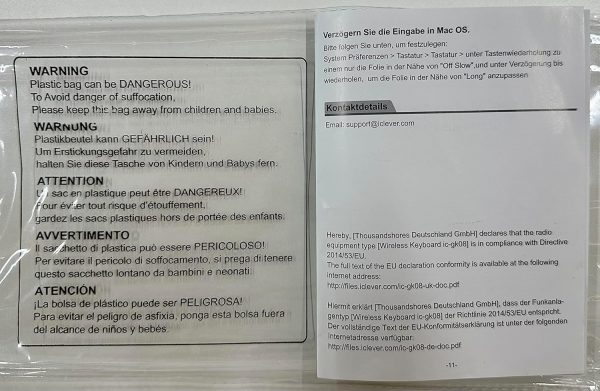 WARNING
Plastic bag can be DANGEROUS!
To Avoid danger of suffocation,
Please keep this bag away from children and babies.
WARNUNG
Plastikbeutel kann GEFÄHRLICH sein!
Um Erstickungsgefahr zu vermeiden,
halten Sie diese Tasche von Kindern und Babys fern.
ATTENTION
Un sac en plastique peut être DANGEREUX!
Pour éviter tout risque d'étouffement,
gardez les sacs plastiques hors de portée des enfants.
AVVERTIMENTO
Il sacchetto di plastica può essere PERICOLOSO!
Per evitare il pericolo di soffocamento, si prega di tenere
questo sacchetto lontano da bambini e neonati.
ATENCIÓN
¡La bolsa de plástico puede ser PELIGROSA!
Para evitar el peligro de asfixia, ponga esta bolsa fuera
del alcance de niños y bebés.
Verzögern Sie die Eingabe in Mac OS.
Bitte folgen Sie unten, um festzulegen:
System Präferenzen > Tastatur > Tastatur > unter Tastenwiederholung zu
einem nur die Folie in der Nähe von "Off Slow",und unter Verzögerung bis
wiederholen, um die Folie in der Nähe von "Long" anzupassen
Kontaktdetails
Email: support@iclever.com
Hereby, [Thousandshores Deutschland GmbH] declares that the radio
equipment type [Wireless Keyboard ic-gk08] is in compliance with Directive
2014/53/EU.
The full text of the EU declaration conformity is available at the following
internet address:
http://files.iclever.com/ic-gk08-uk-doc.pdf
Hiermit erklärt [Thousandshores Deutschland GmbH], dass der Funkanla-
gentyp [Wireless Keyboard ic-gk08] der Richtlinie 2014/53/EU entspricht.
Der vollständige Text der EU-Konformitätserklärung ist unter der folgenden
Internetadresse verfügbar:
http://files.iclever.com/ic-gk08-de-doc.pdf
-11-